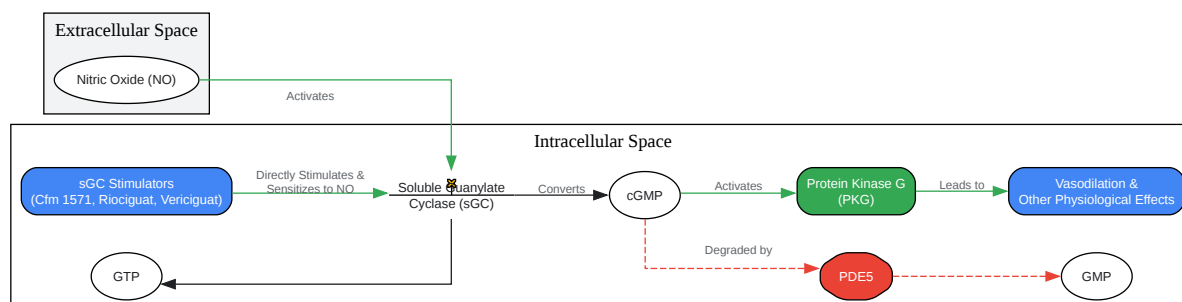 Extracellular Space
Nitric Oxide (NO)
Activates
Intracellular Space
sGC Stimulators
(Cfm 1571, Riociguat, Vericiguat)
Directly Stimulates &
Sensitizes to NO
Soluble Guanylate
Cyclase (sGC)
Converts
cGMP
Activates
Protein Kinase G
(PKG)
Leads to
Vasodilation &
Other Physiological Effects
GTP
Degraded by
PDE5
GMP